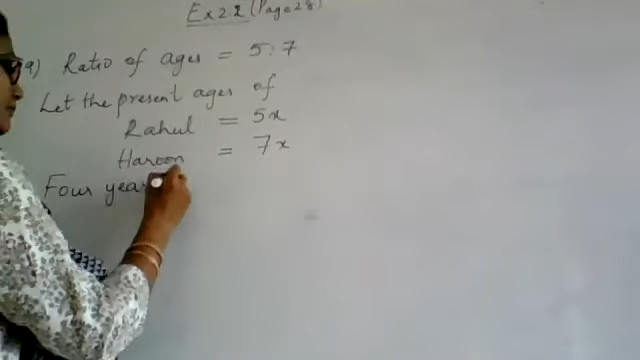 Ex 2.2 (Page 28)
9) Ratio of ages = 5:7
Let the present ages of
Rahul = 5x
Haroon = 7x
Four year